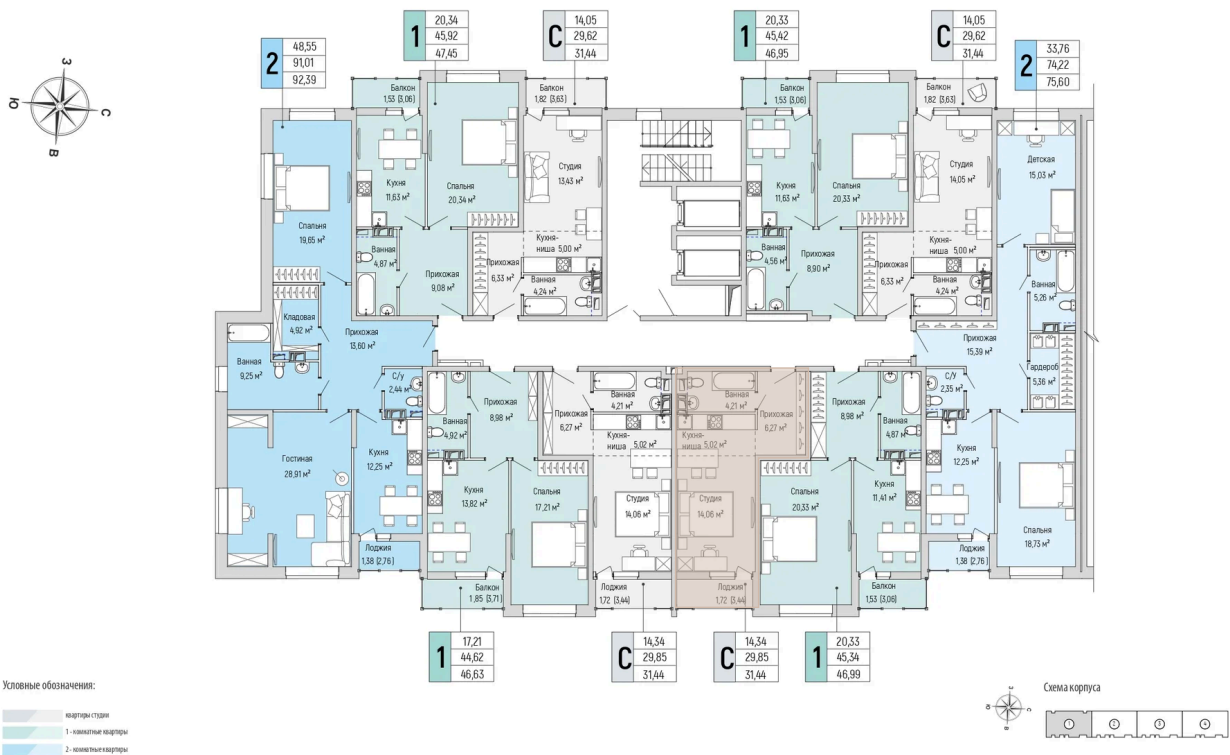 2
48,55
91,01
92,39
1
20,34
45,92
47,45
С
14,05
29,62
31,44
1
20,33
45,42
46,95
С
14,05
29,62
31,44
2
33,76
74,22
75,60
З
Ю
С
В
Балкон
1,53 (3,06)
Балкон
1,82 (3,63)
Балкон
1,53 (3,06)
Балкон
1,82 (3,63)
Спальня
19,65 м²
Кухня
11,63 м²
Спальня
20,34 м²
Студия
13,43 м²
Кухня
11,63 м²
Спальня
20,33 м²
Студия
14,05 м²
Детская
15,03 м²
Ванная
4,87 м²
Прихожая
9,08 м²
Прихожая
6,33 м²
Кухня-
ниша 5,00 м²
Ванная
4,24 м²
Ванная
4,56 м²
Прихожая
8,90 м²
Прихожая
6,33 м²
Кухня-
ниша 5,00 м²
Ванная
4,24 м²
Ванная
5,26 м²
Кладовая
4,92 м²
Прихожая
13,60 м²
Ванная
9,25 м²
С/у
2,44 м²
Прихожая
15,39 м²
Гардероб
5,36 м²
С/у
2,35 м²
Гостиная
28,91 м²
Кухня
12,25 м²
Лоджия
1,38 (2,76)
Ванная
4,92 м²
Прихожая
8,98 м²
Кухня
13,82 м²
Спальня
17,21 м²
Балкон
1,85 (3,71)
Прихожая
6,27 м²
Ванная
4,21 м²
Кухня-
ниша 5,02 м²
Студия
14,06 м²
Лоджия
1,72 (3,44)
Ванная
4,21 м²
Прихожая
6,27 м²
Кухня-
ниша 5,02 м²
Студия
14,06 м²
Лоджия
1,72 (3,44)
Прихожая
8,98 м²
Ванная
4,87 м²
Спальня
20,33 м²
Кухня
11,41 м²
Балкон
1,53 (3,06)
Кухня
12,25 м²
Лоджия
1,38 (2,76)
Спальня
18,73 м²
1
17,21
44,62
46,63
С
14,34
29,85
31,44
С
14,34
29,85
31,44
1
20,33
45,34
46,99
Условные обозначения:
квартиры студии
1 - комнатные квартиры
2 - комнатные квартиры
Схема корпуса
З
Ю
С
В
1
2
3
4